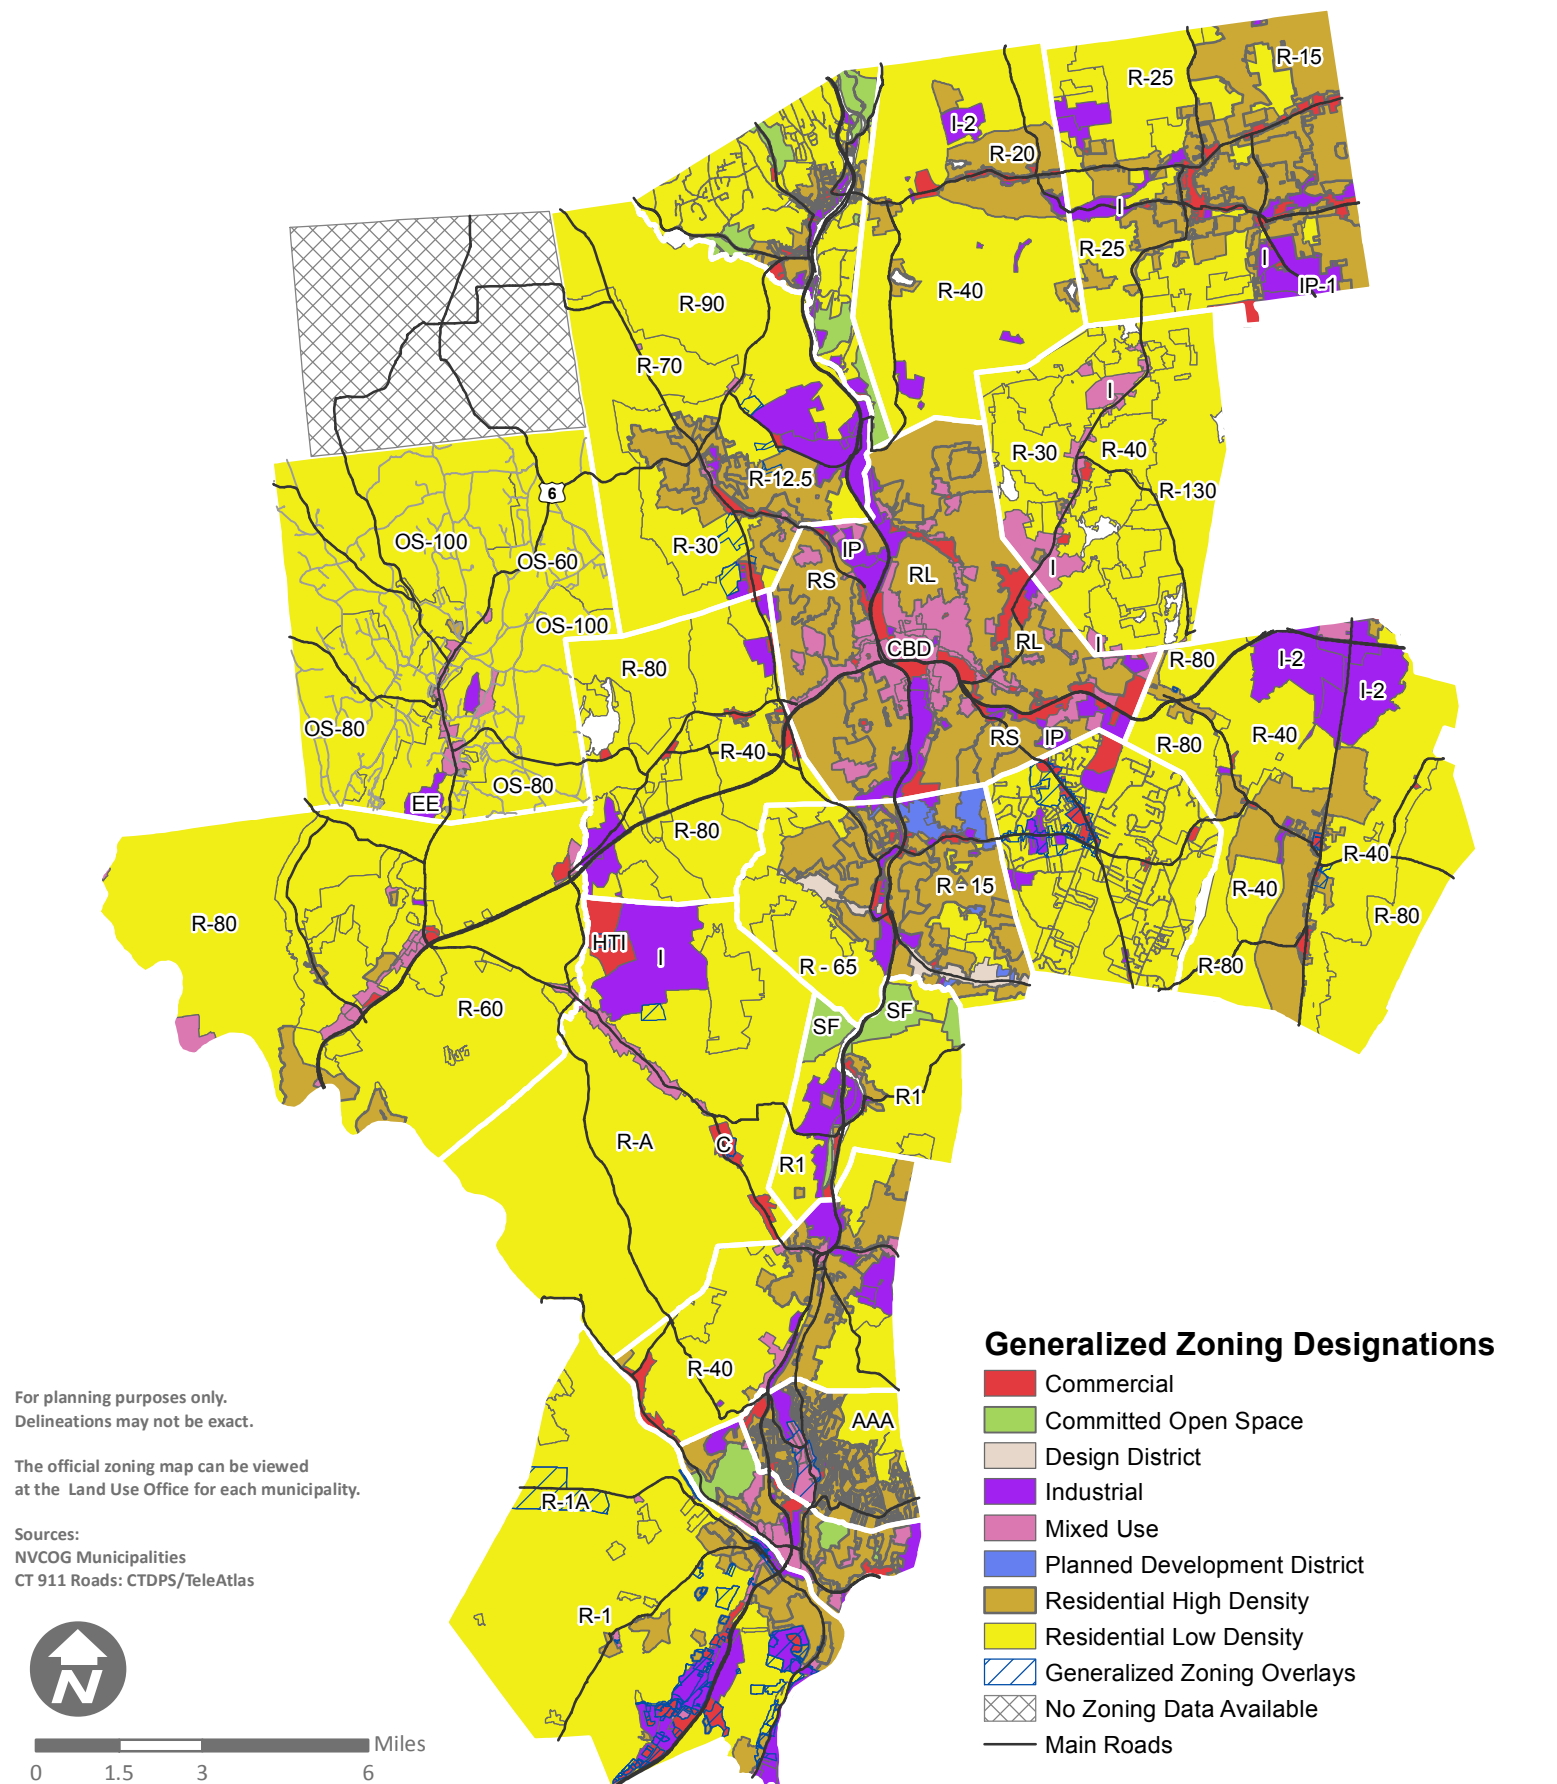 R-15
R-25
I-2
R-20
I
R-25
I
IP-1
R-40
R-90
R-70
I
R-30
R-40
R-130
R-12.5
6
OS-100
OS-60
R-30
IP
RS
RL
I
OS-100
CBD
RL
I
R-80
R-80
I-2
I-2
OS-80
R-40
RS
IP
R-80
R-40
OS-80
EE
R-80
R-40
R - 15
R-40
R-80
R-80
HTI
I
R - 65
R-80
R-60
SF
SF
R1
R-A
C
R1
R-40
AAA
R-1A
R-1
Generalized Zoning Designations
Commercial
Committed Open Space
Design District
Industrial
Mixed Use
Planned Development District
Residential High Density
Residential Low Density
Generalized Zoning Overlays
No Zoning Data Available
Main Roads
For planning purposes only.
Delineations may not be exact.
The official zoning map can be viewed
at the Land Use Office for each municipality.
Sources:
NVCOG Municipalities
CT 911 Roads: CTDPS/TeleAtlas
N
Miles
0 1.5 3 6